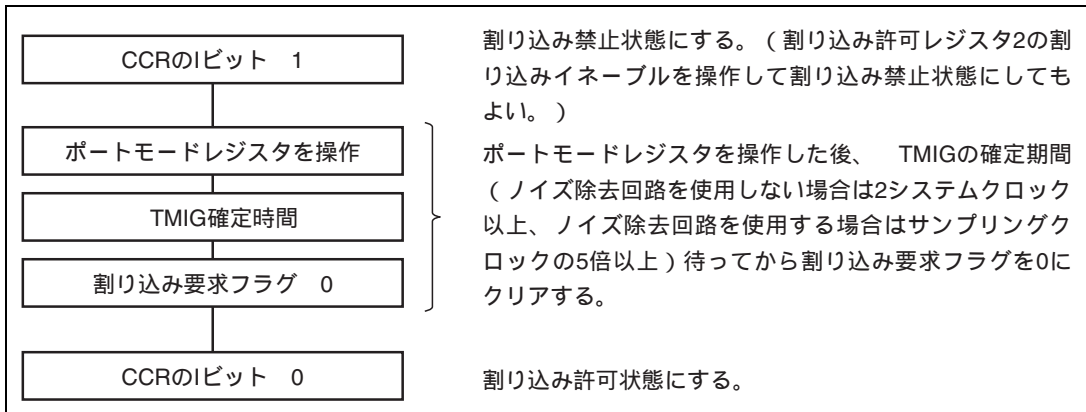 CCRのIビット　1
割り込み禁止状態にする。（割り込み許可レジスタ2の割
り込みイネーブルを操作して割り込み禁止状態にしても
よい。）
ポートモードレジスタを操作
TMIG確定時間
割り込み要求フラグ　0
ポートモードレジスタを操作した後、　TMIGの確定期間
（ノイズ除去回路を使用しない場合は2システムクロック
以上、ノイズ除去回路を使用する場合はサンプリングク
ロックの5倍以上）待ってから割り込み要求フラグを0に
クリアする。
CCRのIビット　0
割り込み許可状態にする。